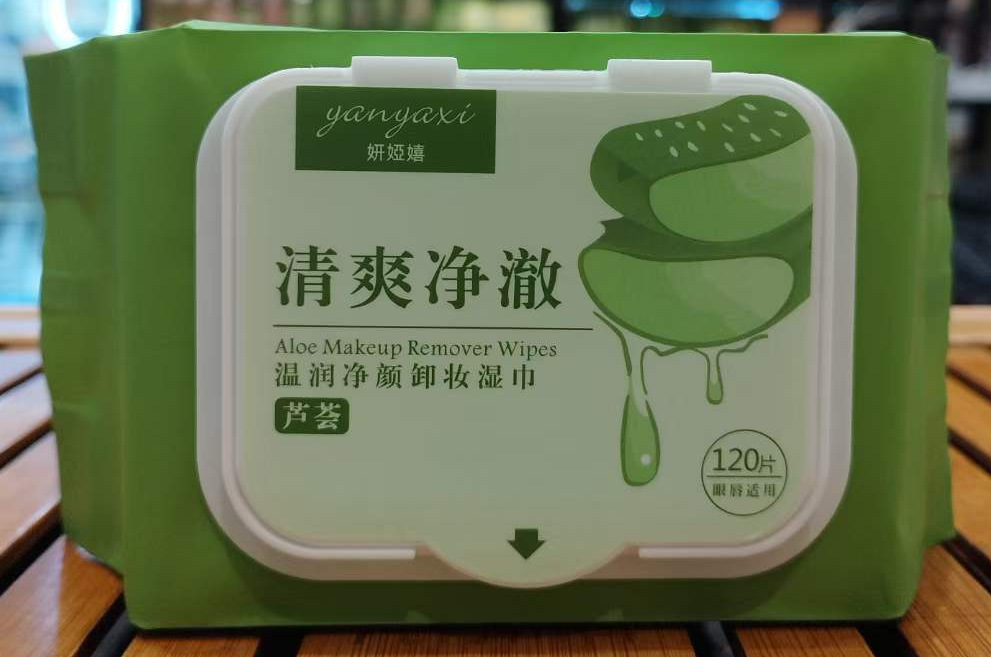 yanyaxi
妍婭嬉
清爽净澈
Aloe Makeup Remover Wipes
温润净颜卸妆湿巾
芦荟
120片
眼唇适用